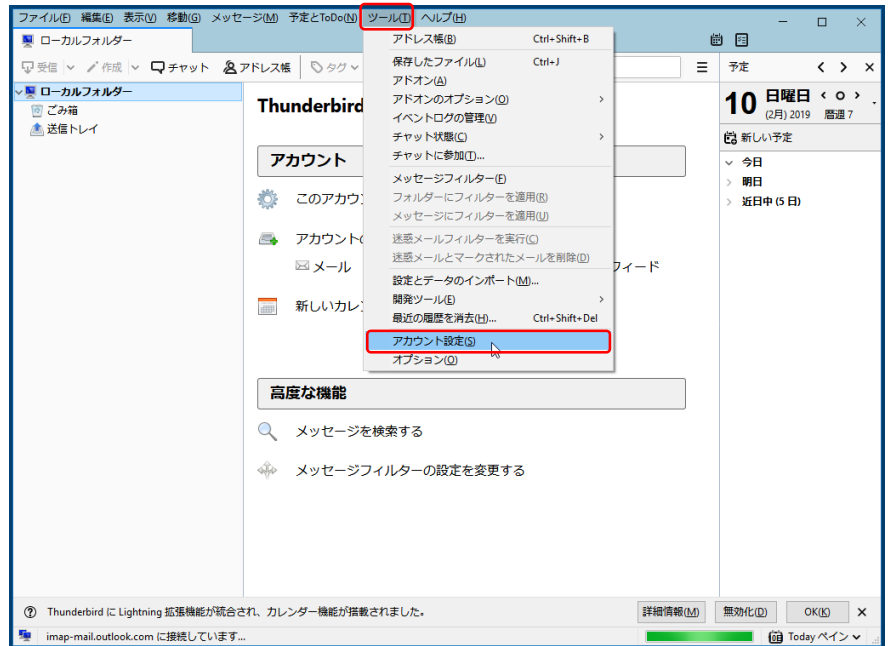 ファイル(F) 編集(E) 表示(V) 移動(G) メッセージ(M) 予定とToDo(N) ツール(T) ヘルプ(H)
ローカルフォルダー
受信 作成 チャット アドレス帳 タグ
ローカルフォルダー
ごみ箱
送信トレイ
Thunderbird
アカウント
このアカウ
アカウント
メール
フィード
新しいカレ
高度な機能
メッセージを検索する
メッセージフィルターの設定を変更する
アドレス帳(B) Ctrl+Shift+B
保存したファイル(L) Ctrl+J
アドオン(A)
アドオンのオプション(O)
イベントログの管理(V)
チャット状態(C)
チャットに参加(T)...
メッセージフィルター(F)
フォルダーにフィルターを適用(R)
メッセージにフィルターを適用(U)
迷惑メールフィルターを実行(C)
迷惑メールとマークされたメールを削除(D)
設定とデータのインポート(M)...
開発ツール(E)
最近の履歴を消去(H)... Ctrl+Shift+Del
アカウント設定(S)
オプション(O)
予定
10 日曜日
(2月) 2019 暦週 7
新しい予定
今日
明日
近日中 (5 日)
Thunderbird に Lightning 拡張機能が統合され、カレンダー機能が搭載されました。 詳細情報(M) 無効化(D) OK(K)
imap-mail.outlook.com に接続しています... Today ペイン